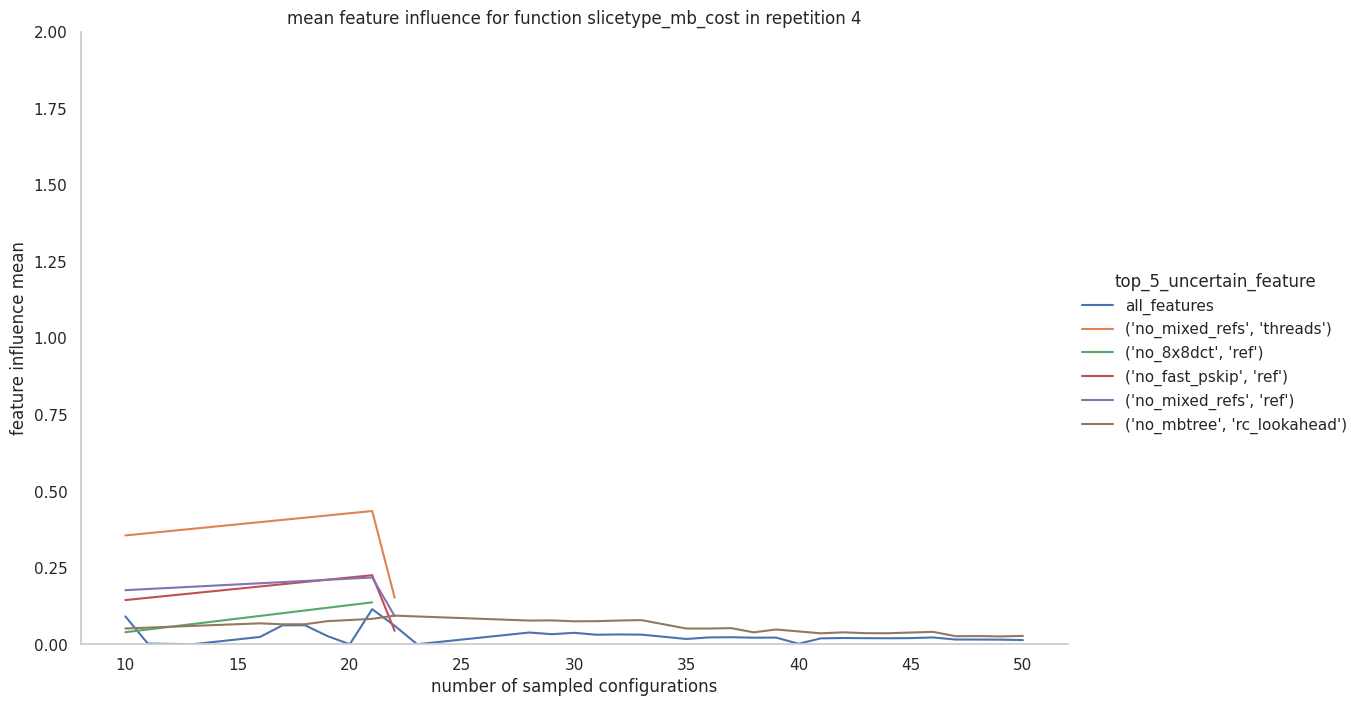 mean feature influence for function slicetype_mb_cost in repetition 4
2.00
1.75
1.50
1.25
1.00
0.75
0.50
0.25
0.00
feature influence mean
10 15 20 25 30 35 40 45 50
number of sampled configurations
top_5_uncertain_feature
all_features
('no_mixed_refs', 'threads')
('no_8x8dct', 'ref')
('no_fast_pskip', 'ref')
('no_mixed_refs', 'ref')
('no_mbtree', 'rc_lookahead')